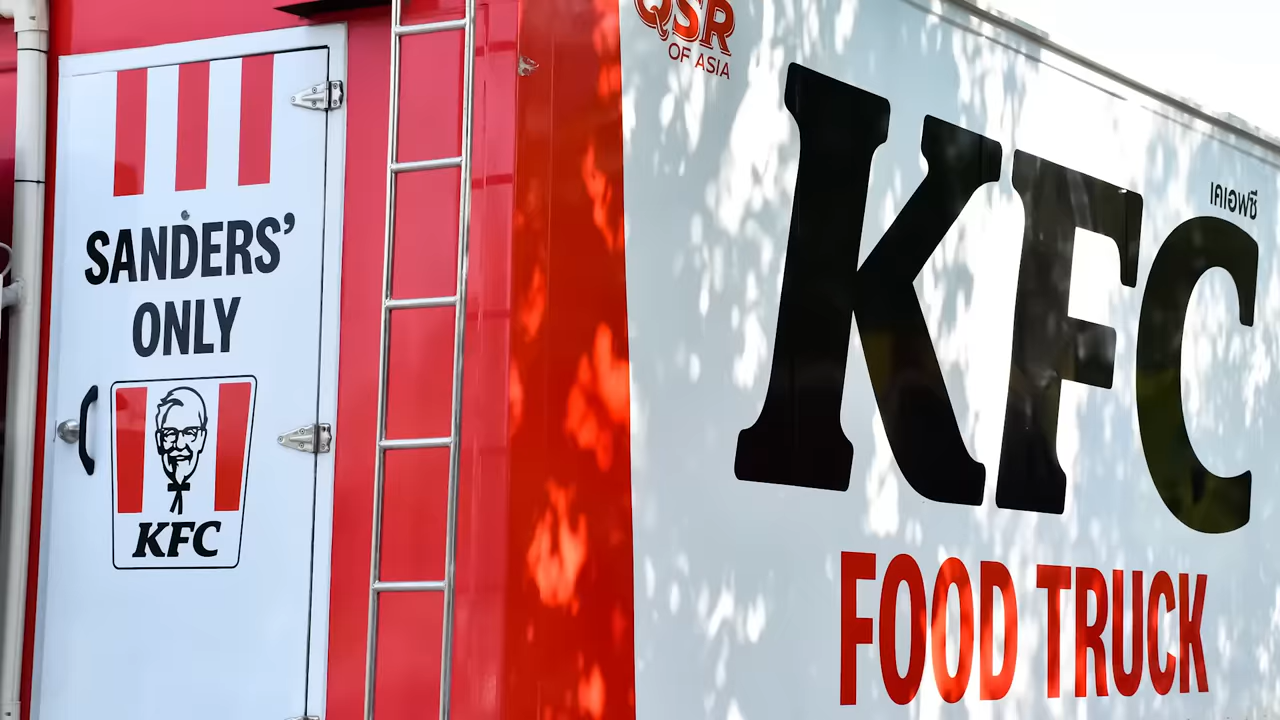 SANDERS’
ONLY
KFC
QSR
OF ASIA
KFC
เคเอฟซี
FOOD TRUCK